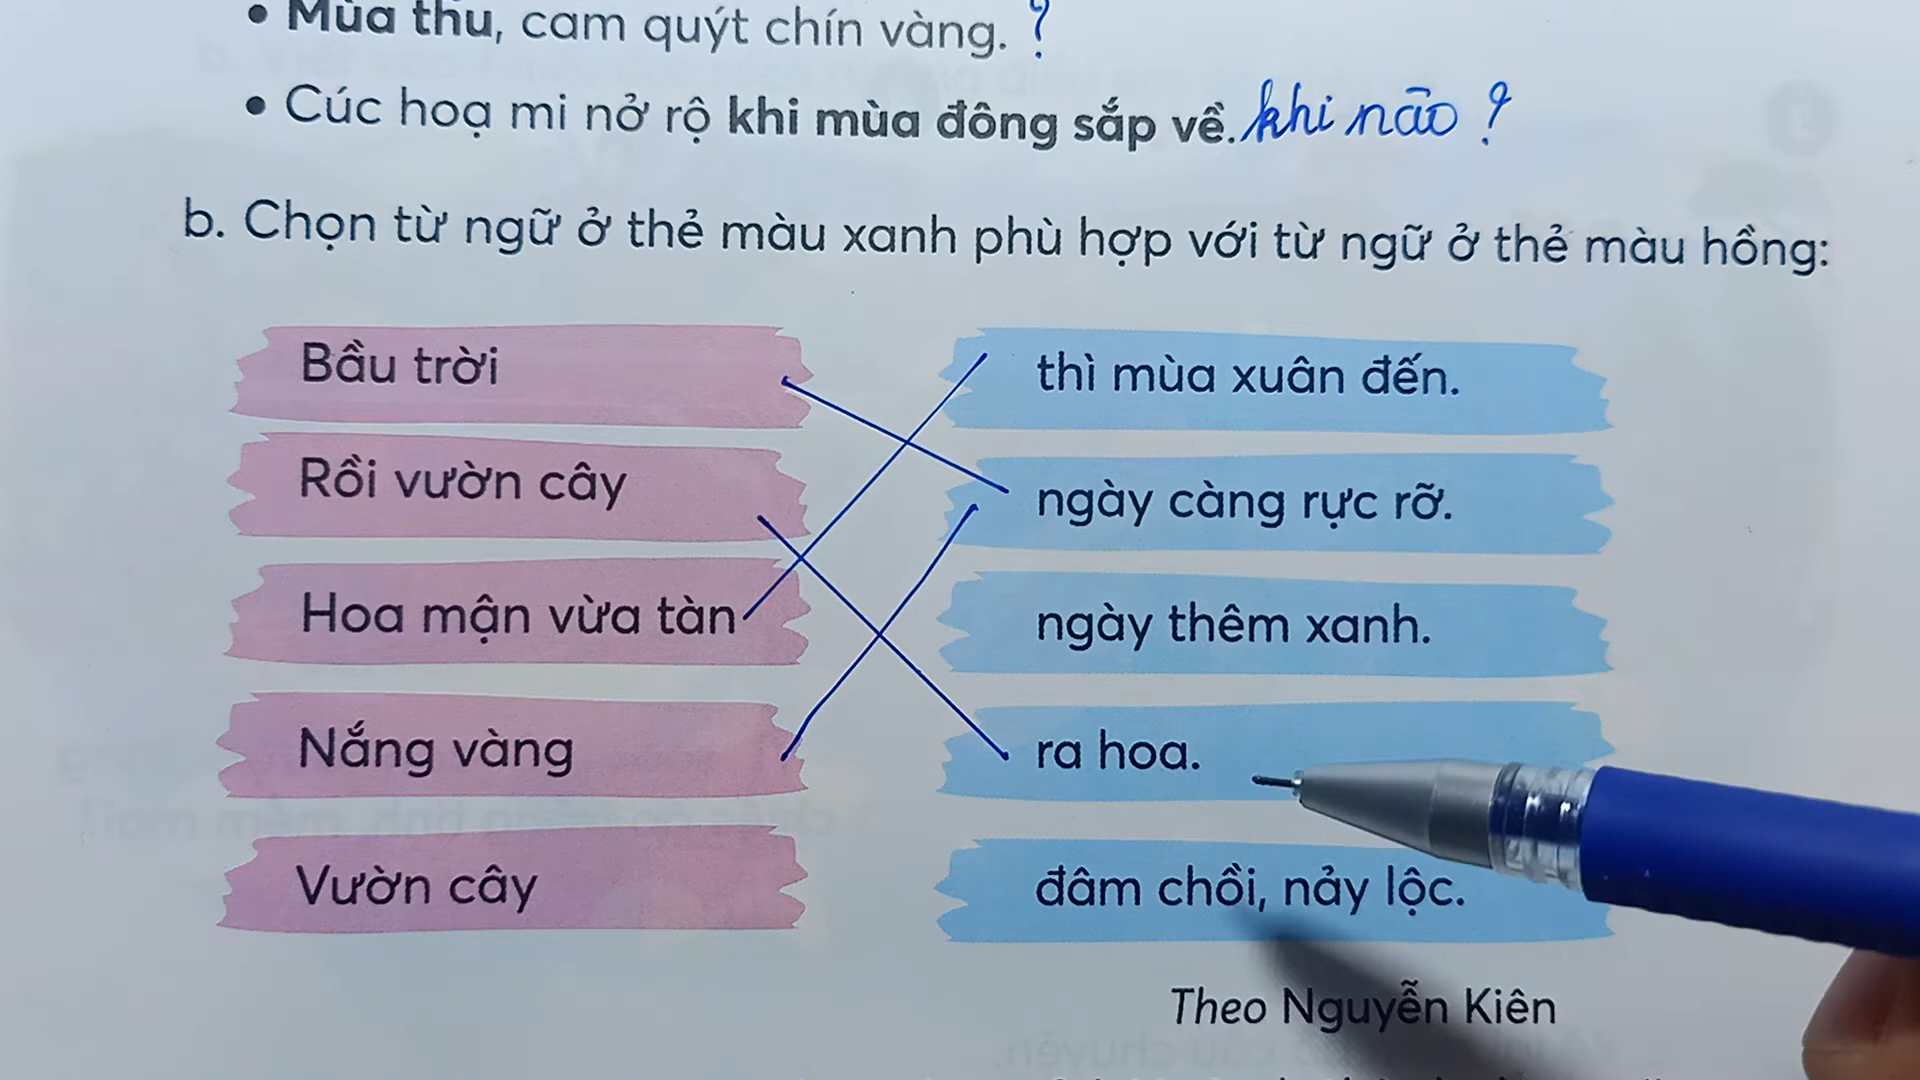 • Mùa thu, cam quýt chín vàng. ?
• Cúc hoạ mi nở rộ khi mùa đông sắp về. khi nào ?
b. Chọn từ ngữ ở thẻ màu xanh phù hợp với từ ngữ ở thẻ màu hồng:
Bầu trời
thì mùa xuân đến.
Rồi vườn cây
ngày càng rực rỡ.
Hoa mận vừa tàn
ngày thêm xanh.
Nắng vàng
ra hoa.
Vườn cây
đâm chồi, nảy lộc.
Theo Nguyễn Kiên